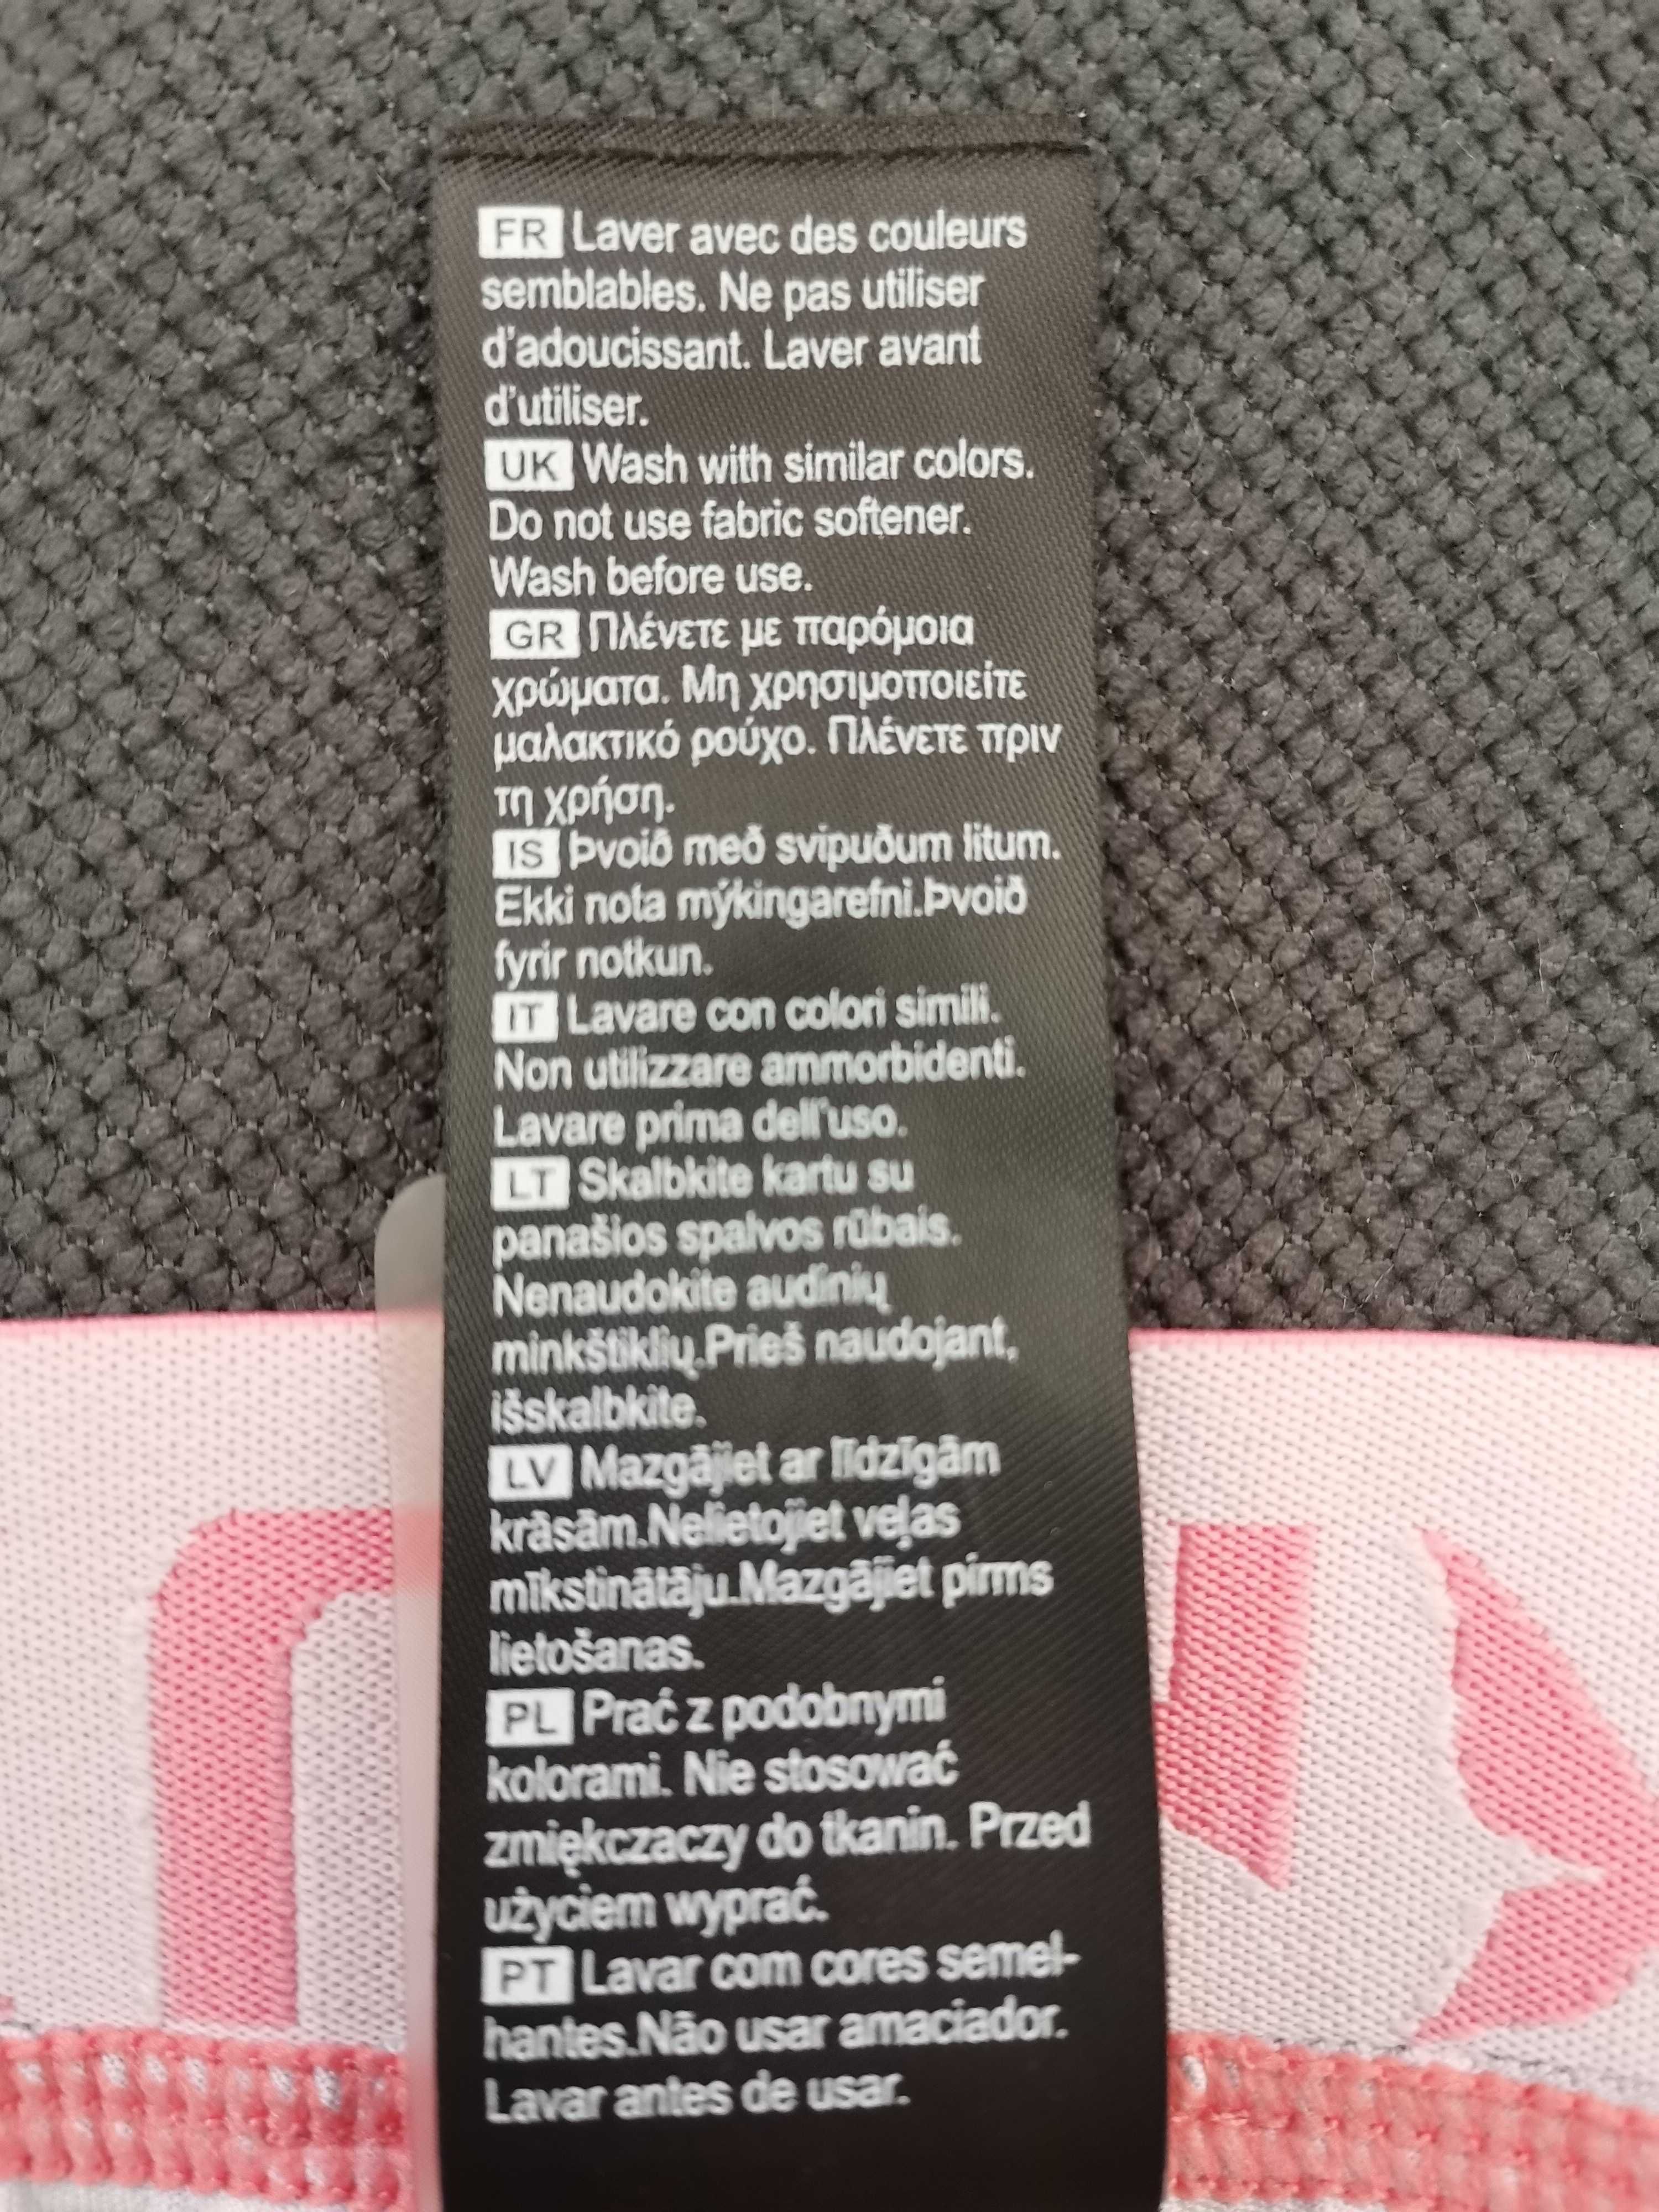 FR Laver avec des couleurs
semblables. Ne pas utiliser
d'adoucissant. Laver avant
d'utiliser.
UK Wash with similar colors.
Do not use fabric softener.
Wash before use.
GR Πλένετε με παρόμοια
χρώματα. Μη χρησιμοποιείτε
μαλακτικό ρούχο. Πλένετε πριν
τη χρήση.
IS Þvoið með svipuðum litum.
Ekki nota mýkingarefni.Þvoið
fyrir notkun.
IT Lavare con colori simili.
Non utilizzare ammorbidenti.
Lavare prima dell'uso.
LT Skalbkite kartu su
panašios spalvos rūbais.
Nenaudokite audinių
minkštiklių.Prieš naudojant,
išskalbkite.
LV Mazgājiet ar līdzīgām
krāsām.Nelietojiet veļas
mīkstinātāju.Mazgājiet pirms
lietošanas.
PL Prać z podobnymi
kolorami. Nie stosować
zmiękczaczy do tkanin. Przed
użyciem wyprać.
PT Lavar com cores semel-
hantes.Não usar amaciador.
Lavar antes de usar.